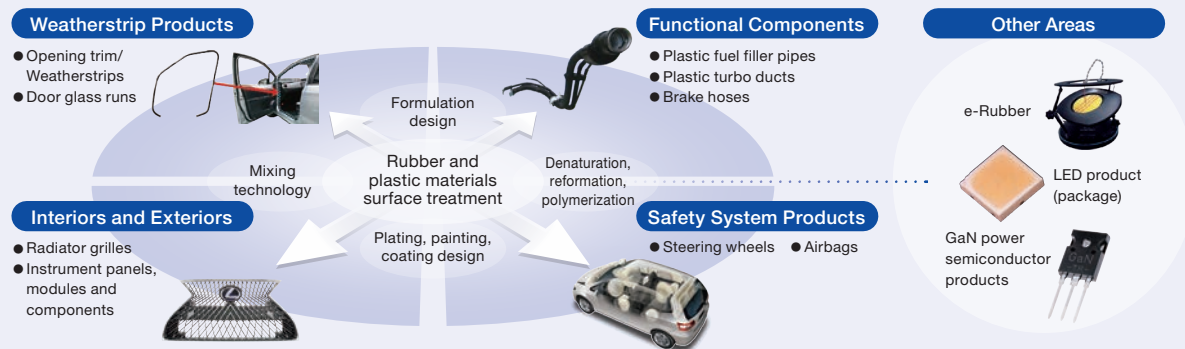 Weatherstrip Products
● Opening trim/
Weatherstrips
● Door glass runs
Functional Components
● Plastic fuel filler pipes
● Plastic turbo ducts
● Brake hoses
Other Areas
e-Rubber
LED product
(package)
GaN power
semiconductor
products
GaN
Formulation
design
Mixing
technology
Rubber and
plastic materials
surface treatment
Denaturation,
reformation,
polymerization
Plating, painting,
coating design
Interiors and Exteriors
● Radiator grilles
● Instrument panels,
modules and
components
Safety System Products
● Steering wheels ● Airbags